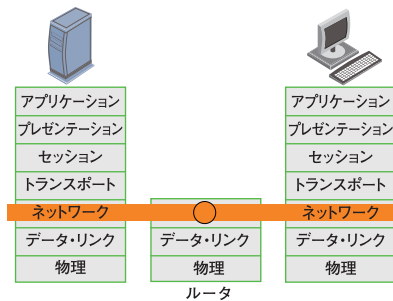 アプリケーション
プレゼンテーション
セッション
トランスポート
ネットワーク
データ・リンク
物理
データ・リンク
物理
ルータ
アプリケーション
プレゼンテーション
セッション
トランスポート
ネットワーク
データ・リンク
物理